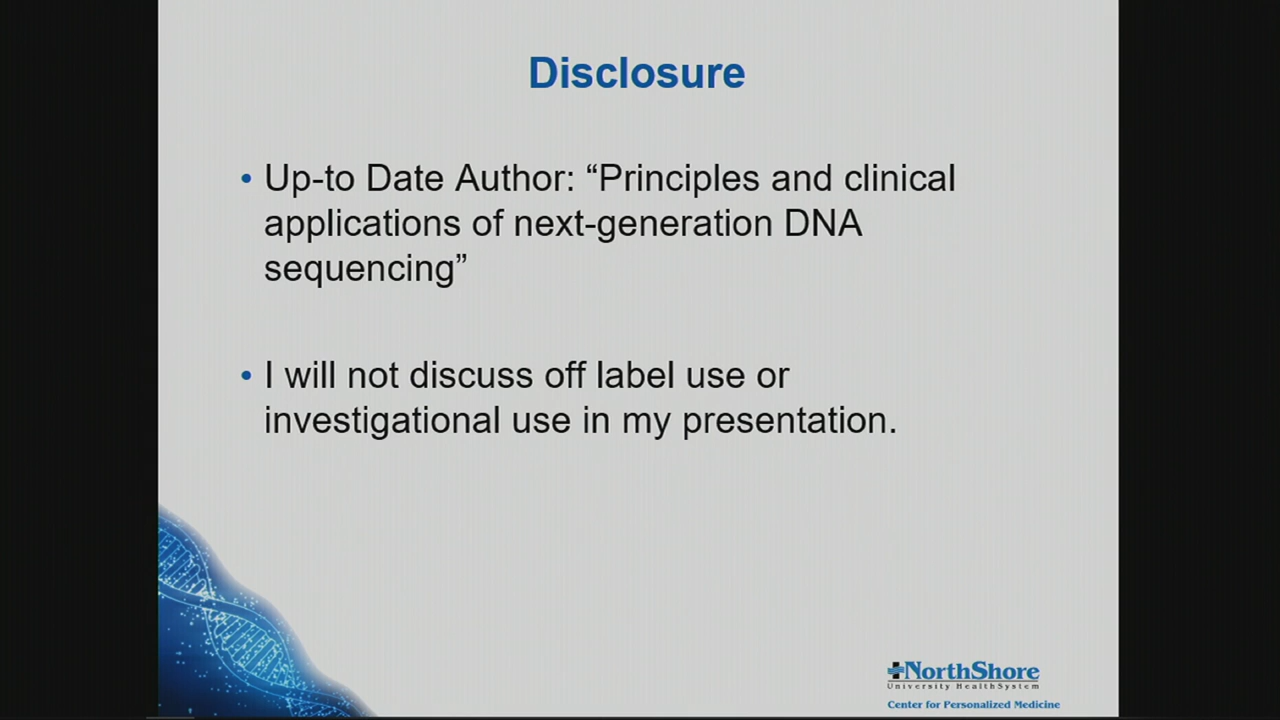 Disclosure
• Up-to Date Author: “Principles and clinical
applications of next-generation DNA
sequencing”
• I will not discuss off label use or
investigational use in my presentation.
NorthShore
University HealthSystem
Center for Personalized Medicine